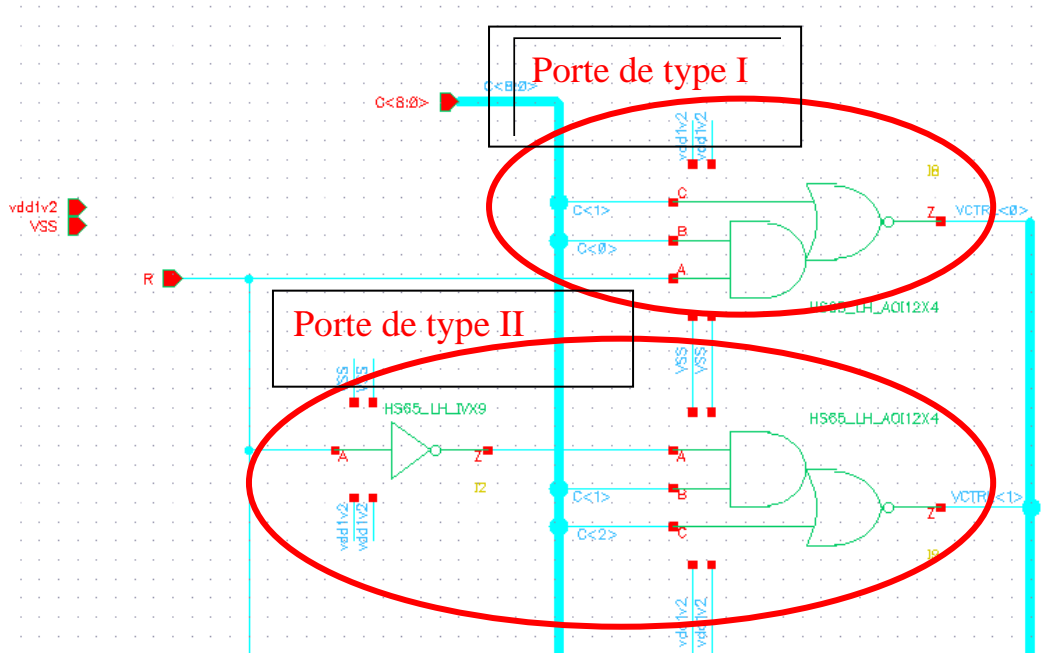 Porte de type I
C<8:0>
C<8:0>
vdd1v2
vdd1v2
I8
C
C<1>
Z
VCTRL<0>
vdd1v2
VSS
B
C<0>
A
R
HS65_LH_AOI12X4
Porte de type II
VSS
VSS
VSS
VSS
HS65_LH_IVX9
HS65_LH_AOI12X4
A
Z
A
I2
C<1>
B
VCTRL<1>
Z
C<2>
C
vdd1v2
vdd1v2
I9
vdd1v2
vdd1v2